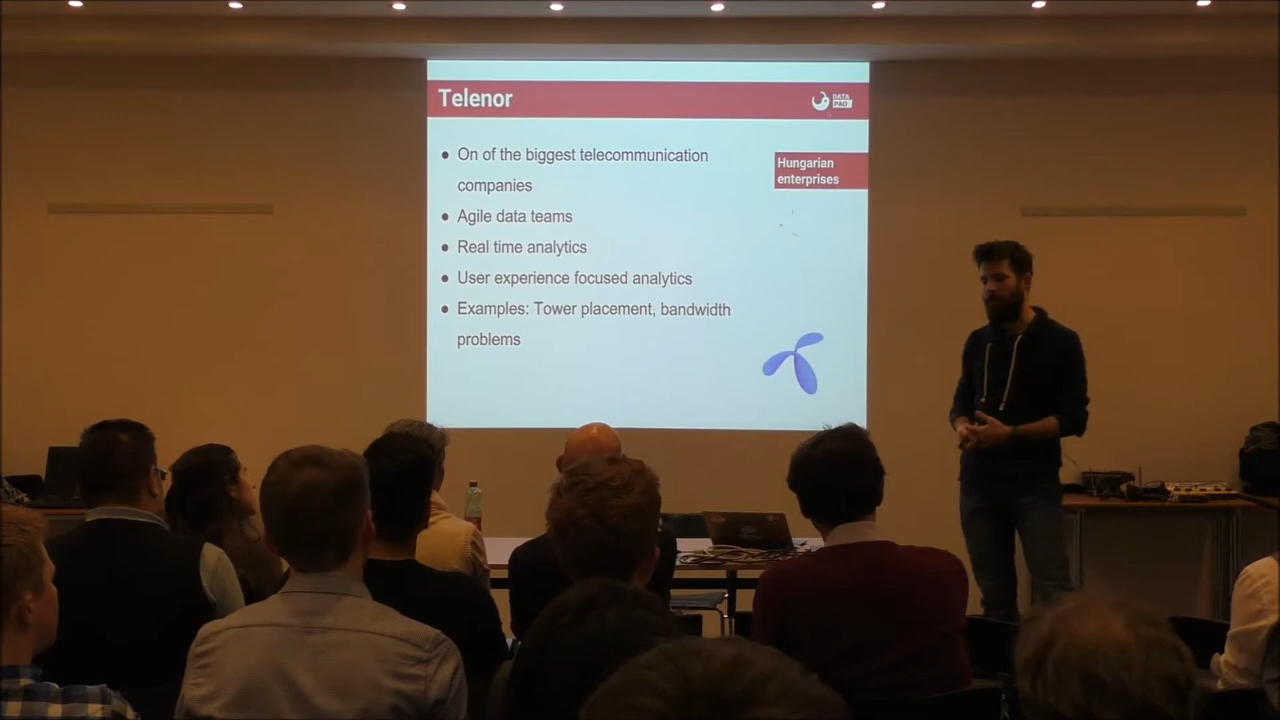 Telenor
DATA
PAO
● On of the biggest telecommunication
companies
Hungarian
enterprises
● Agile data teams
● Real time analytics
● User experience focused analytics
● Examples: Tower placement, bandwidth
problems